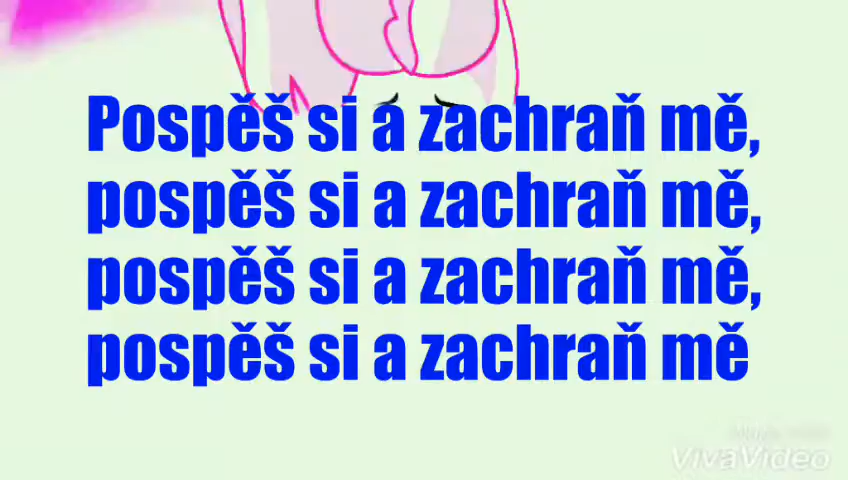 Pospěš si a zachraň mě,
pospěš si a zachraň mě,
pospěš si a zachraň mě,
pospěš si a zachraň mě
VivaVideo